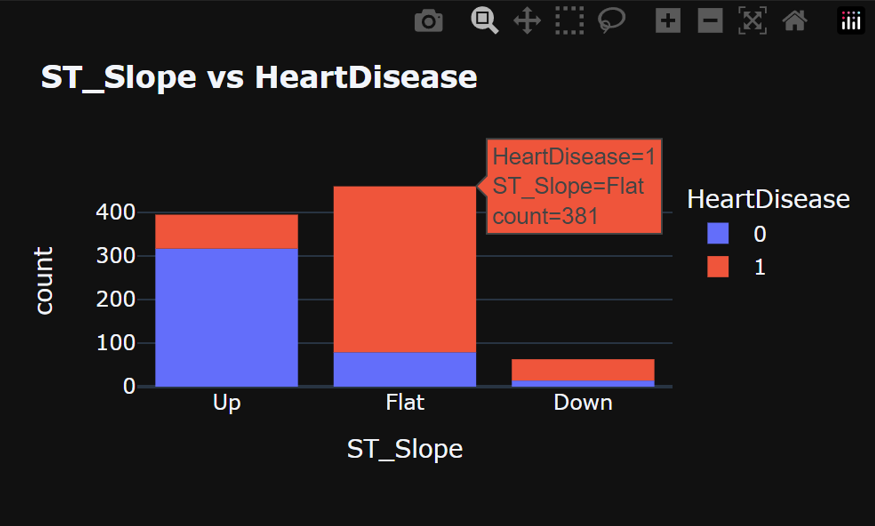 ST_Slope vs HeartDisease
HeartDisease=1
ST_Slope=Flat
count=381
HeartDisease
0
1
count
400
300
200
100
0
Up
Flat
Down
ST_Slope